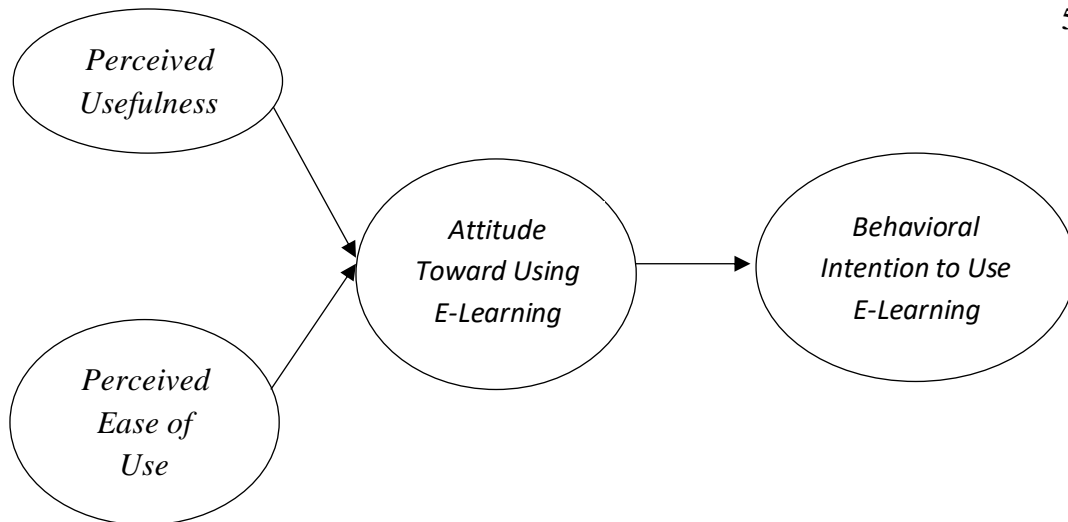 5
Perceived
Usefulness
Attitude
Toward Using
E-Learning
Behavioral
Intention to Use
E-Learning
Perceived
Ease of
Use